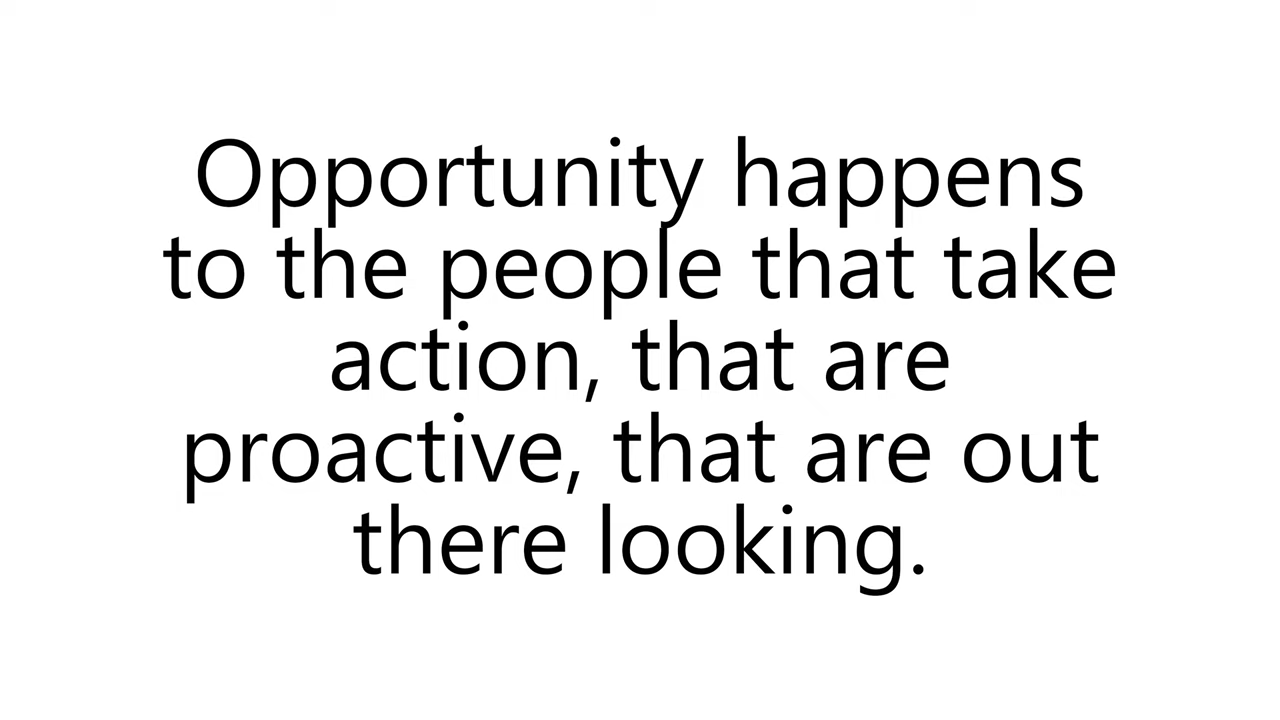 Opportunity happens
to the people that take
action, that are
proactive, that are out
there looking.